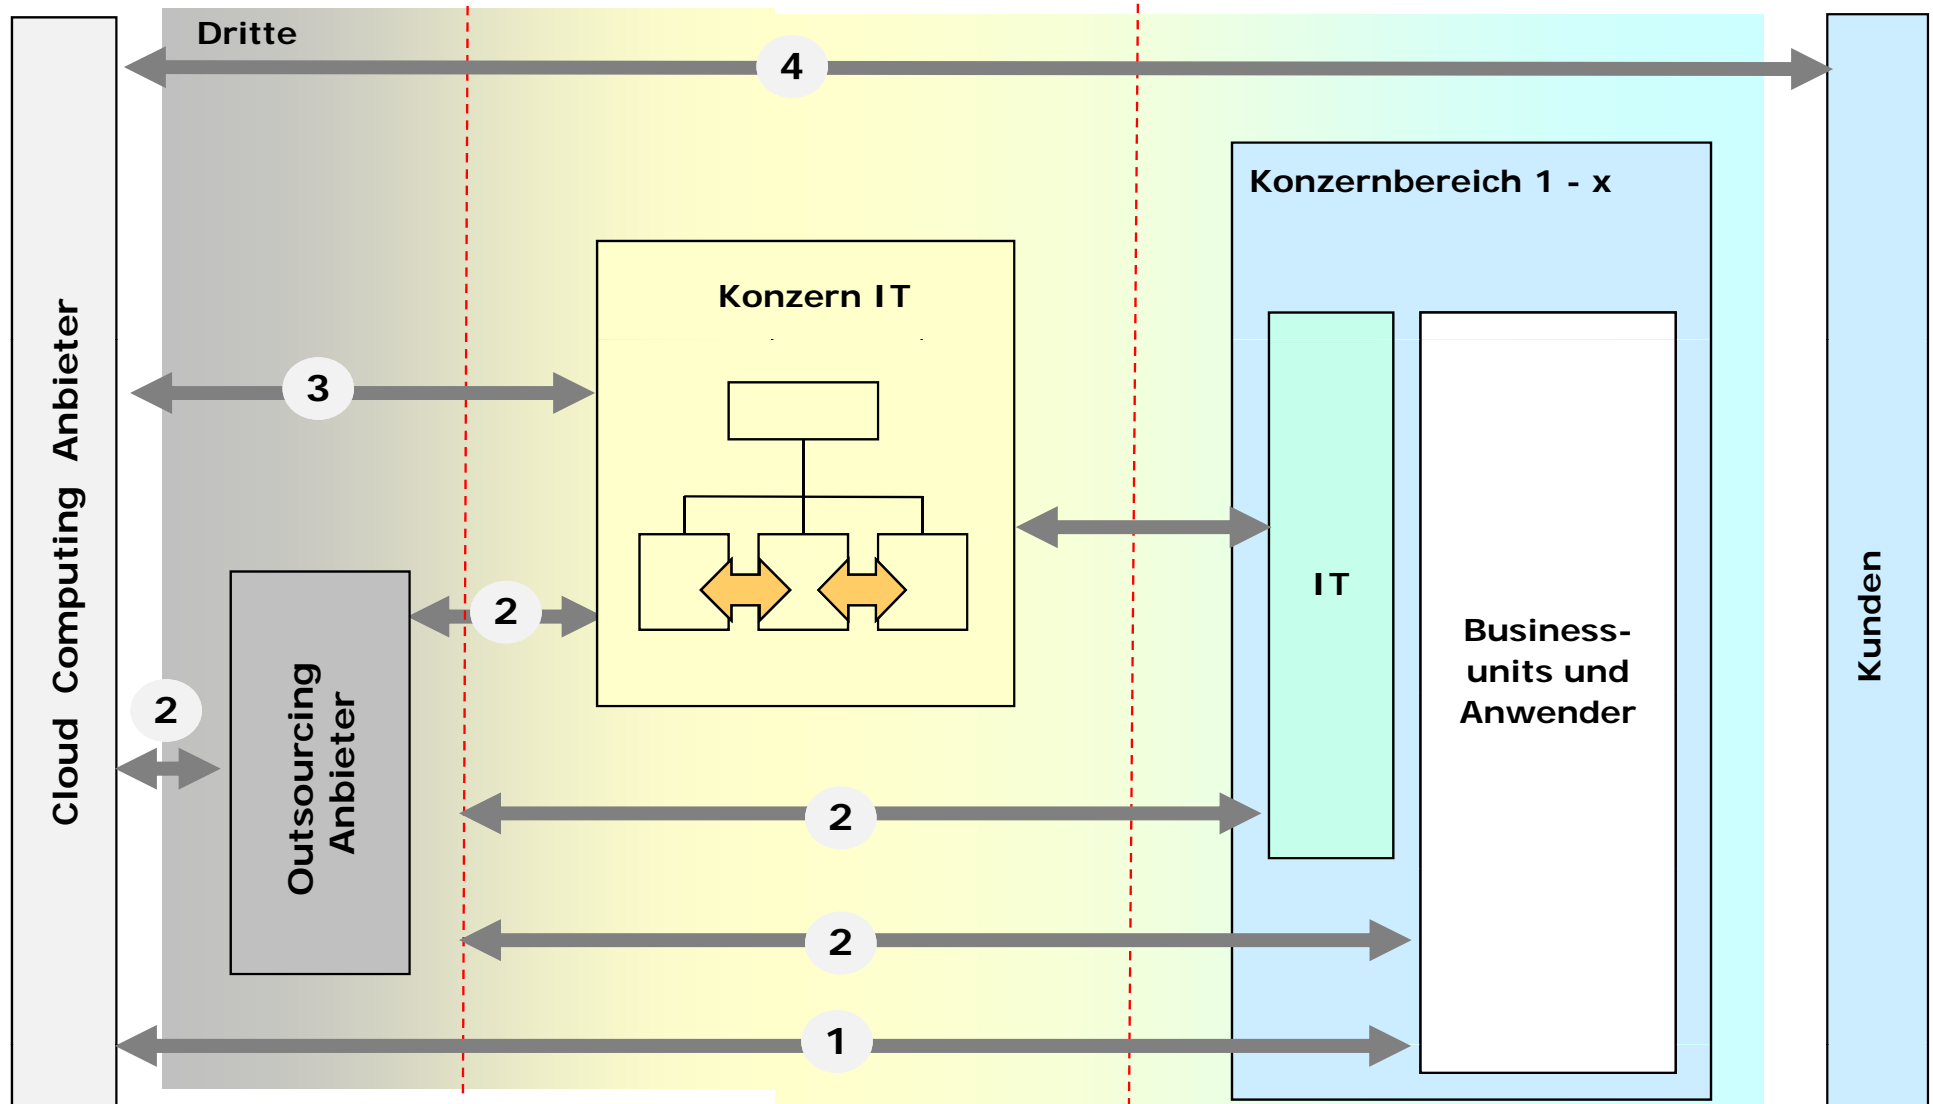 Dritte
4
Konzernbereich 1 - x
Konzern IT
Cloud Computing Anbieter
3
IT
Business-
units und
Anwender
Kunden
2
2
Outsourcing
Anbieter
2
2
1